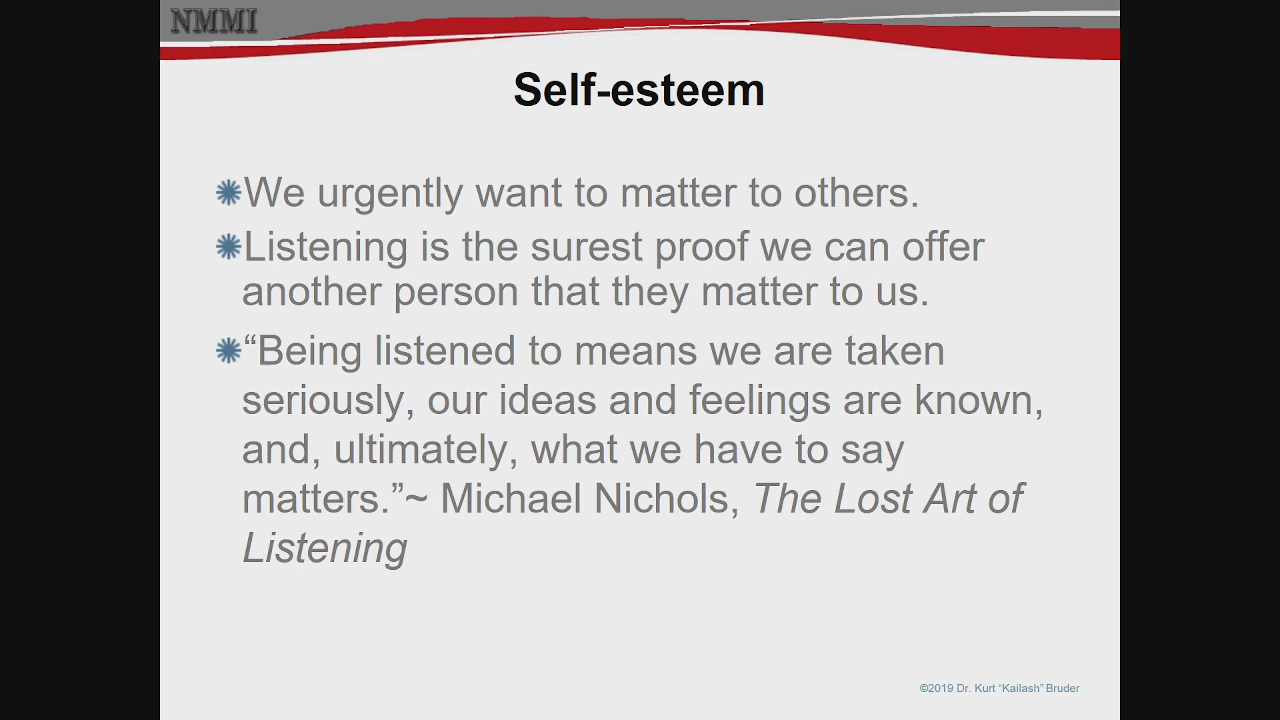 NMMI
Self-esteem
We urgently want to matter to others.
Listening is the surest proof we can offer
another person that they matter to us.
“Being listened to means we are taken
seriously, our ideas and feelings are known,
and, ultimately, what we have to say
matters.”~ Michael Nichols, The Lost Art of
Listening
©2019 Dr. Kurt “Kailash” Bruder